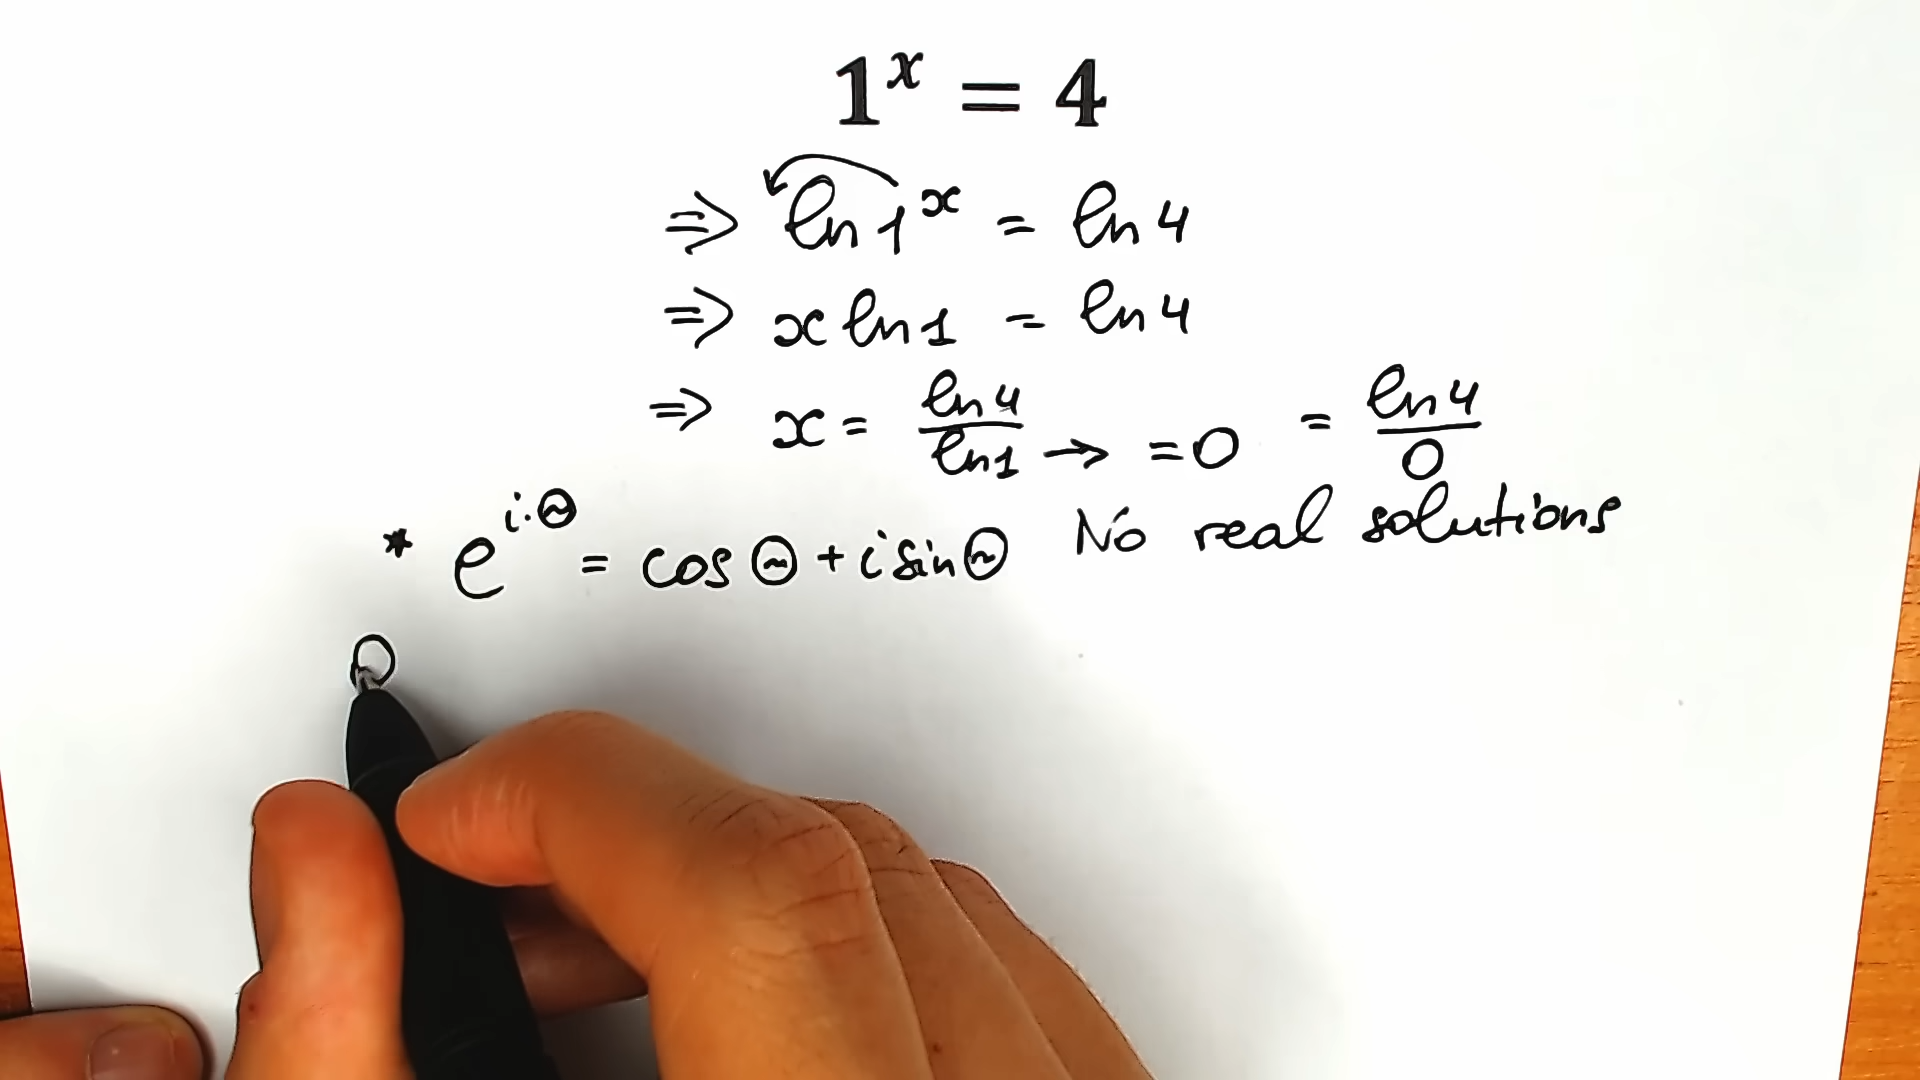 1^x = 4
=> ln 1^x = ln 4
=> x ln 1 = ln 4
=> x = ln 4 / ln 1 → = 0 = ln 4 / 0
No real solutions
* e^(i·Θ) = cos Θ + i sin Θ